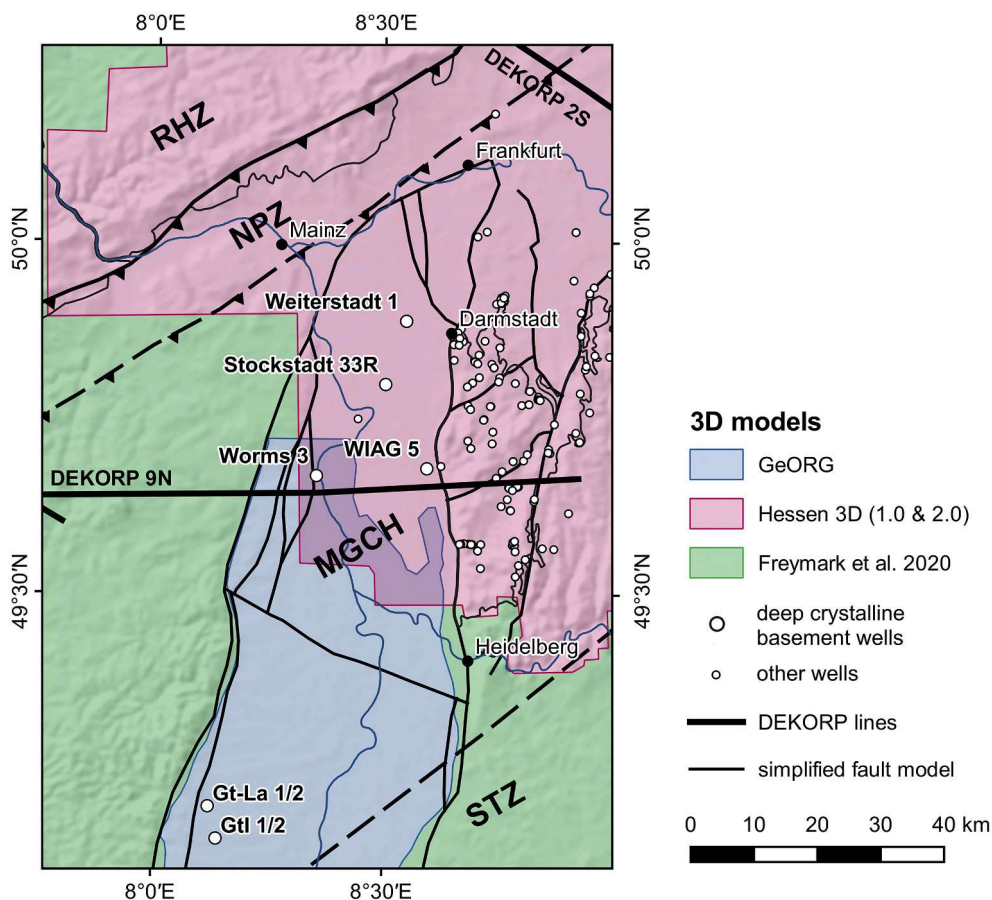 8°0′E
8°30′E
DEKORP 2S
RHZ
Frankfurt
NPZ
Mainz
50°0′N
50°0′N
Weiterstadt 1
Darmstadt
Stockstadt 33R
Worms 3
WIAG 5
DEKORP 9N
MGCH
49°30′N
49°30′N
Heidelberg
Gt-La 1/2
GtI 1/2
STZ
8°0′E
8°30′E
3D models
GeORG
Hessen 3D (1.0 & 2.0)
Freymark et al. 2020
deep crystalline
basement wells
other wells
DEKORP lines
simplified fault model
0
10
20
30
40 km